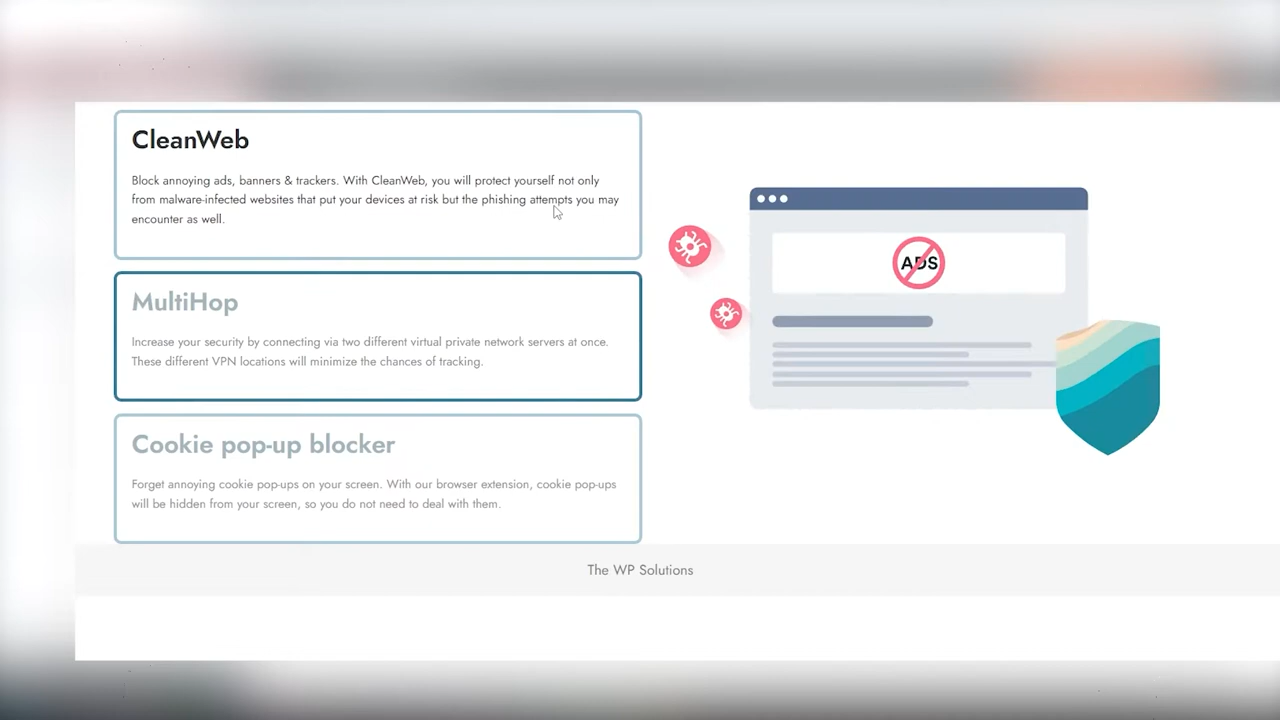 CleanWeb
Block annoying ads, banners & trackers. With CleanWeb, you will protect yourself not only
from malware-infected websites that put your devices at risk but the phishing attempts you may
encounter as well.
MultiHop
Increase your security by connecting via two different virtual private network servers at once.
These different VPN locations will minimize the chances of tracking.
Cookie pop-up blocker
Forget annoying cookie pop-ups on your screen. With our browser extension, cookie pop-ups
will be hidden from your screen, so you do not need to deal with them.
ADS
The WP Solutions